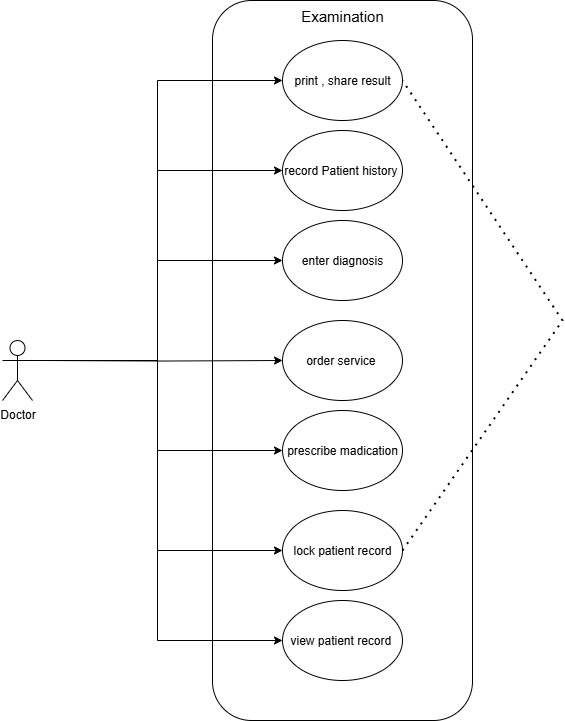 Examination
print , share result
record Patient history
enter diagnosis
order service
Doctor
prescribe madication
lock patient record
view patient record